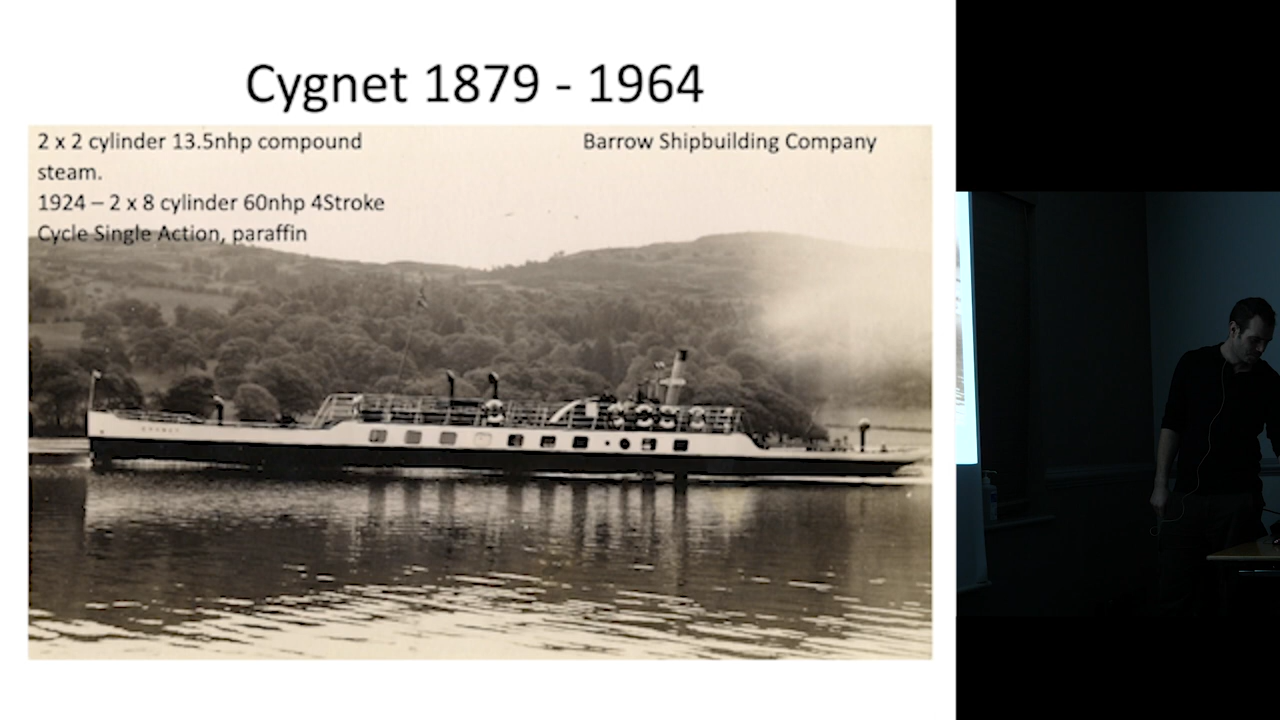 Cygnet 1879 - 1964
2 x 2 cylinder 13.5nhp compound
steam.
1924 – 2 x 8 cylinder 60nhp 4Stroke
Cycle Single Action, paraffin
Barrow Shipbuilding Company